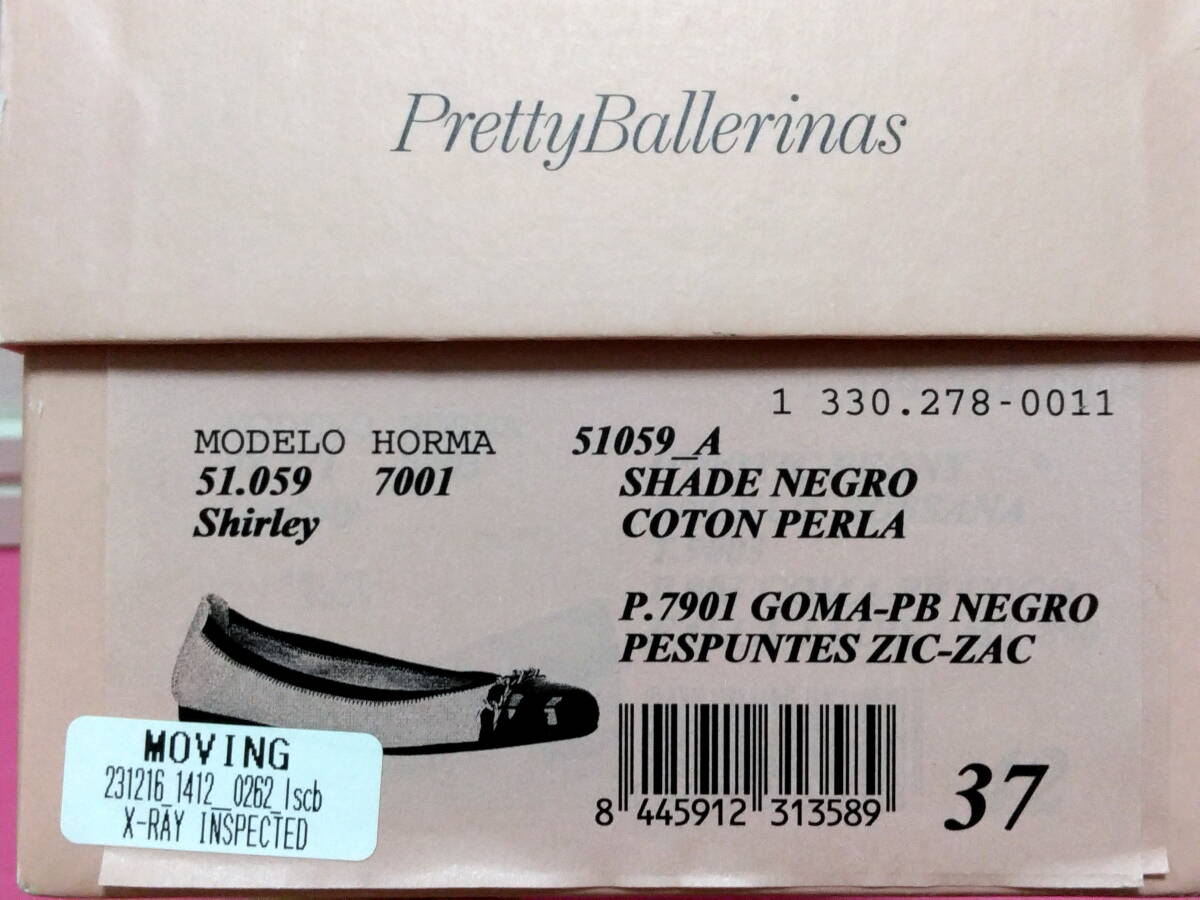 PrettyBallerinas
1 330.278-0011
MODELO HORMA 51059_A
51.059 7001 SHADE NEGRO
Shirley COTON PERLA
P.7901 GOMA-PB NEGRO
PESPUNTES ZIC-ZAC
8 445912 313589
37
MOVING
231216_1412__0262_lscb
X-RAY INSPECTED